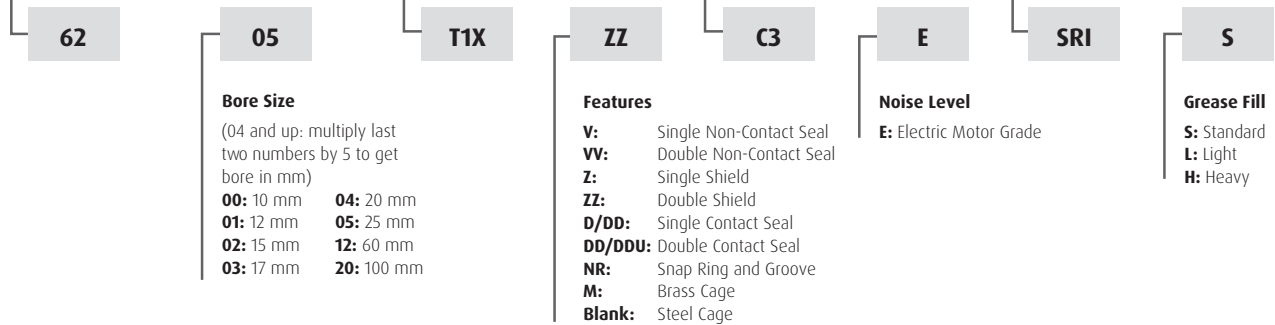 62 05 T1X ZZ C3 E SRI S
Bore Size
(04 and up: multiply last
two numbers by 5 to get
bore in mm)
00: 10 mm 04: 20 mm
01: 12 mm 05: 25 mm
02: 15 mm 12: 60 mm
03: 17 mm 20: 100 mm
Features
V: Single Non-Contact Seal
VV: Double Non-Contact Seal
Z: Single Shield
ZZ: Double Shield
D/DD: Single Contact Seal
DD/DDU: Double Contact Seal
NR: Snap Ring and Groove
M: Brass Cage
Blank: Steel Cage
Noise Level
E: Electric Motor Grade
Grease Fill
S: Standard
L: Light
H: Heavy